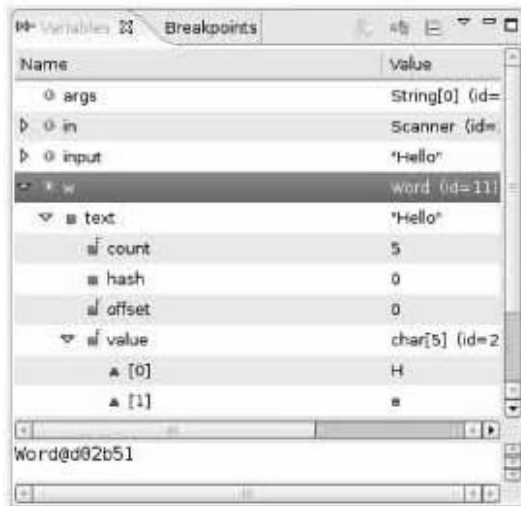 Variables Breakpoints
Name Value
args String[0] (id=
in Scanner (id=
input "Hello"
w Word (id=11)
text "Hello"
count 5
hash 0
offset 0
value char[5] (id=2
[0] H
[1] e
Word@d02b51